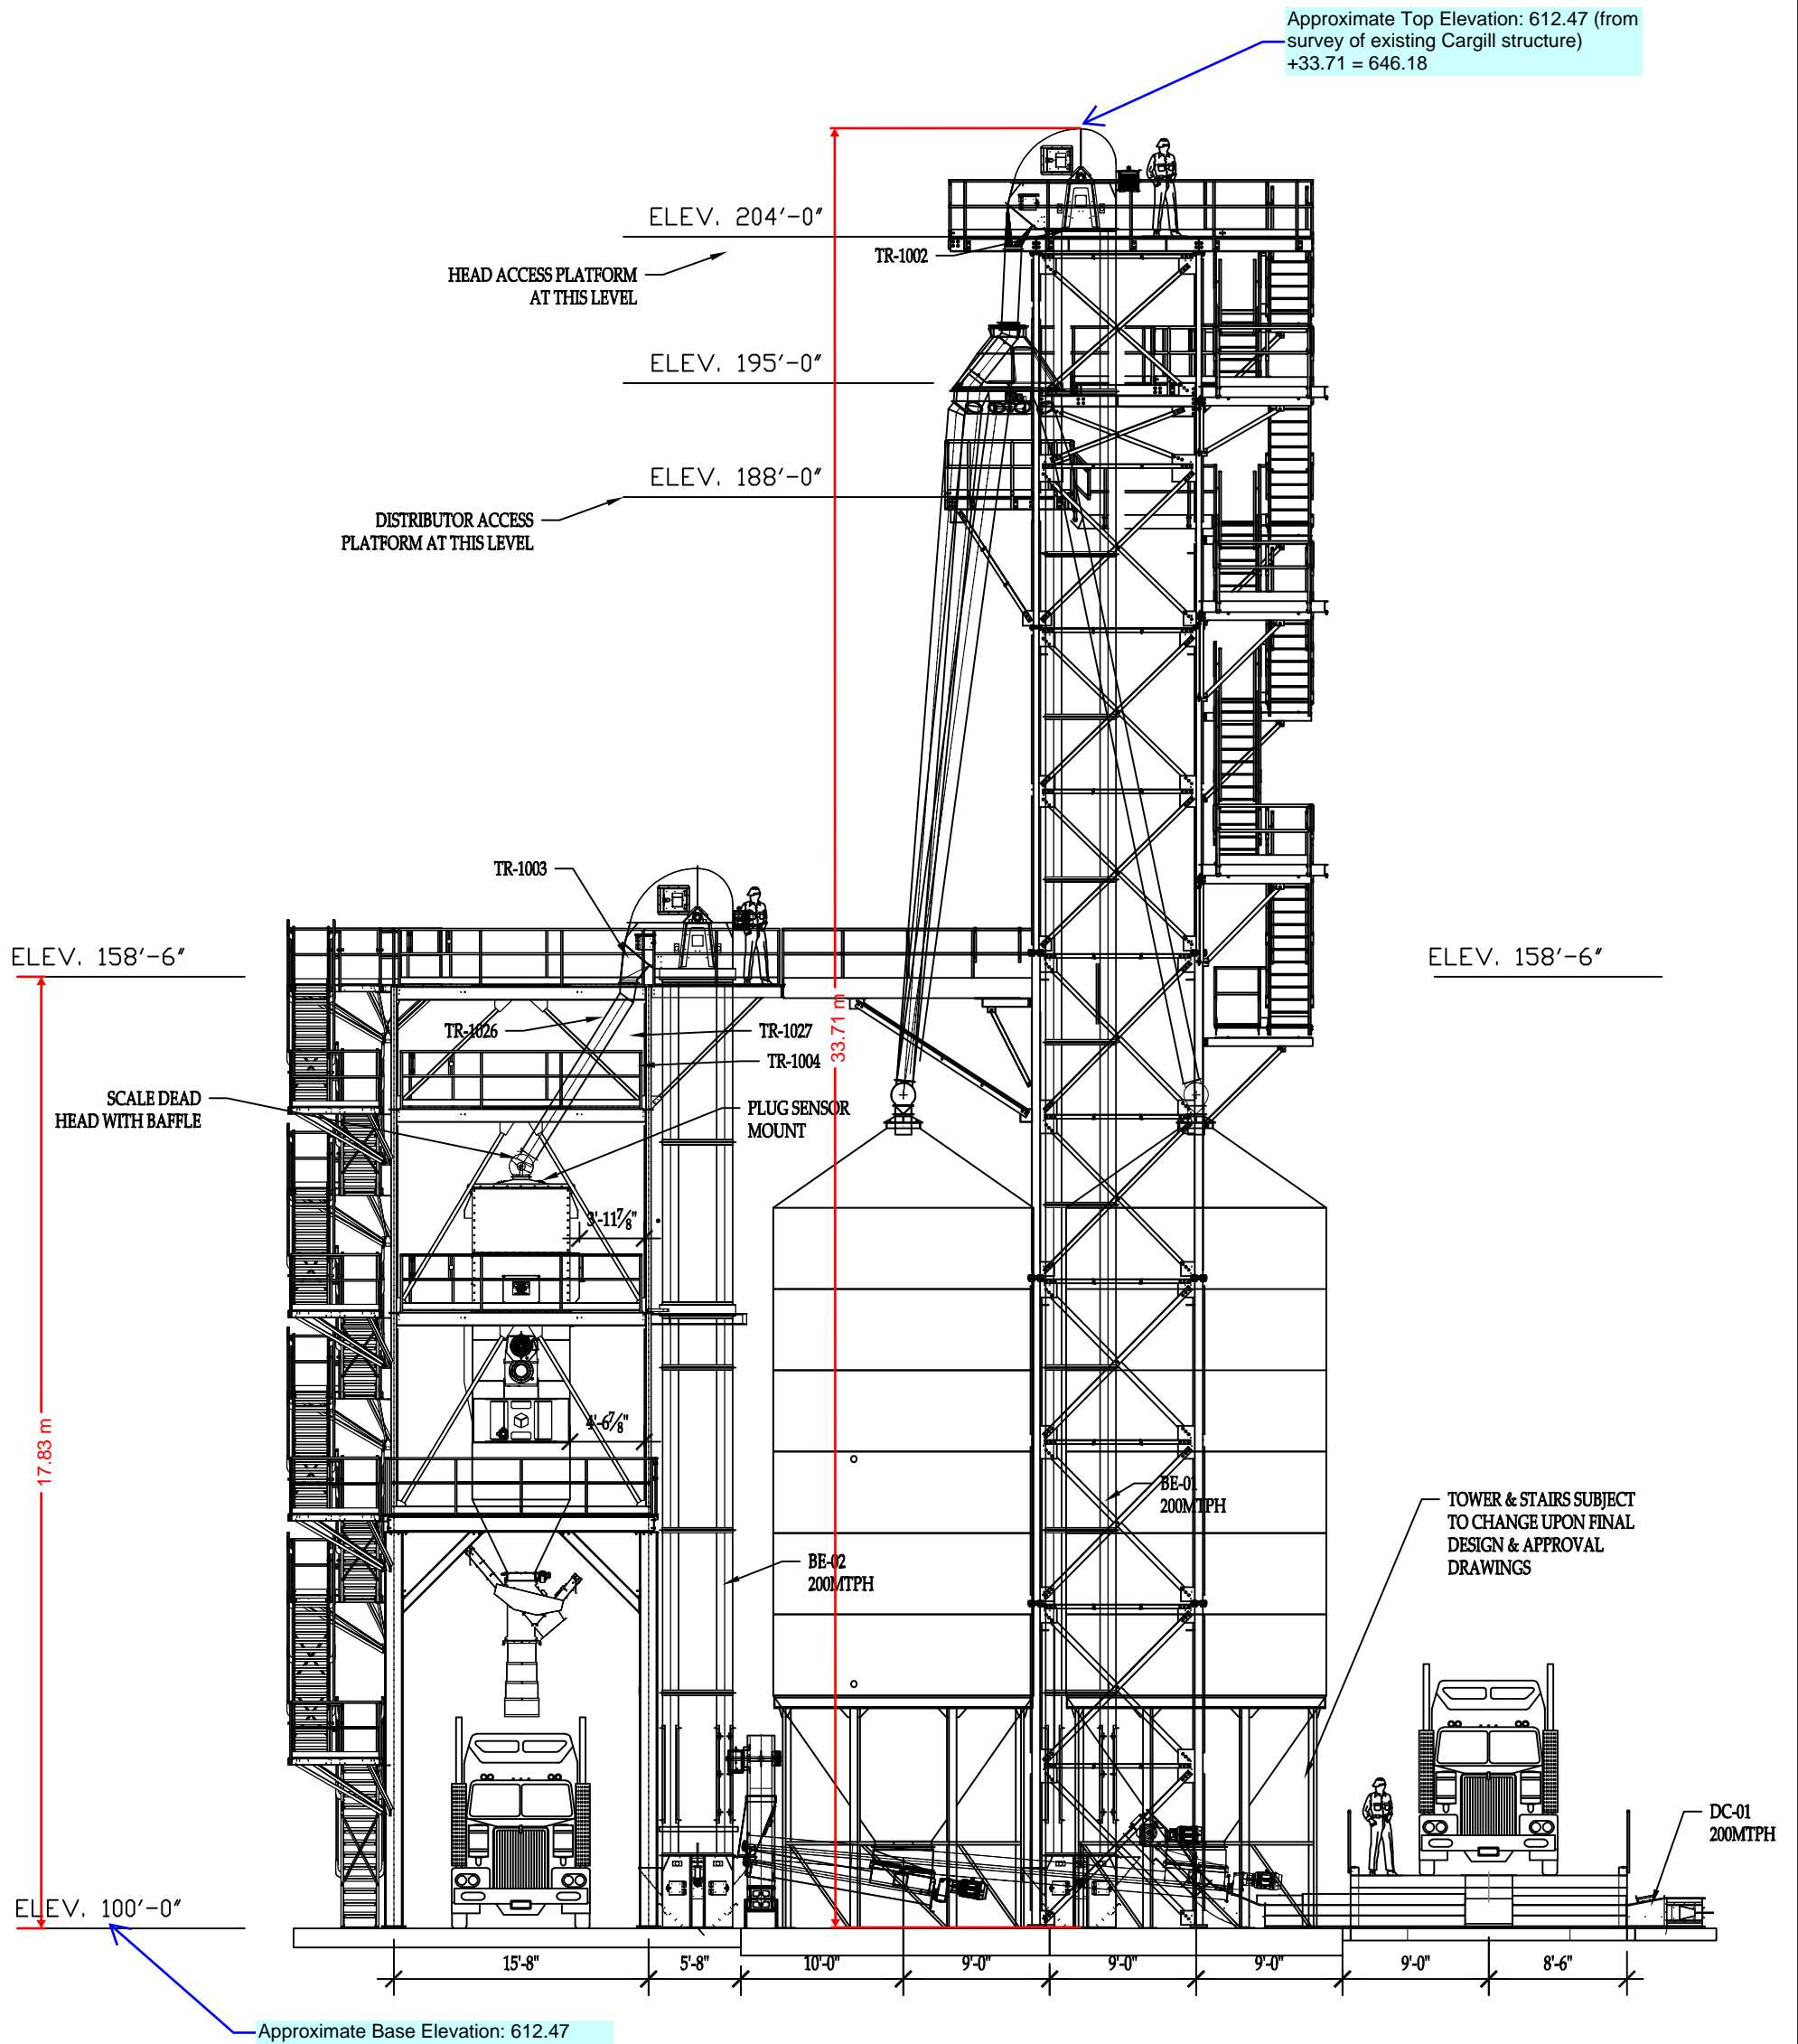 Approximate Top Elevation: 612.47 (from
survey of existing Cargill structure)
+33.71 = 646.18
ELEV. 204'-0"
TR-1002
HEAD ACCESS PLATFORM
AT THIS LEVEL
ELEV. 195'-0"
ELEV. 188'-0"
DISTRIBUTOR ACCESS
PLATFORM AT THIS LEVEL
TR-1003
ELEV. 158'-6"
ELEV. 158'-6"
TR-1026
TR-1027
33.71 m
TR-1004
SCALE DEAD
HEAD WITH BAFFLE
PLUG SENSOR
MOUNT
3'-11⅞"
4'-6⅞"
17.83 m
BE-01
200MTPH
TOWER & STAIRS SUBJECT
TO CHANGE UPON FINAL
DESIGN & APPROVAL
DRAWINGS
BE-02
200MTPH
DC-01
200MTPH
ELEV. 100'-0"
15'-8"
5'-8"
10'-0"
9'-0"
9'-0"
9'-0"
9'-0"
8'-6"
Approximate Base Elevation: 612.47